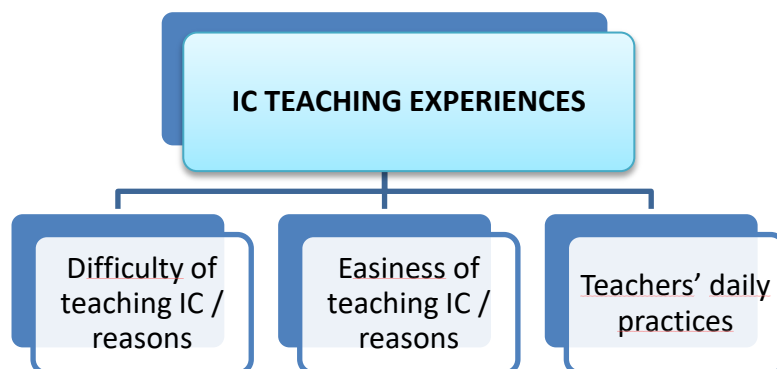 IC TEACHING EXPERIENCES
Difficulty of
teaching IC /
reasons
Easiness of
teaching IC /
reasons
Teachers’ daily
practices